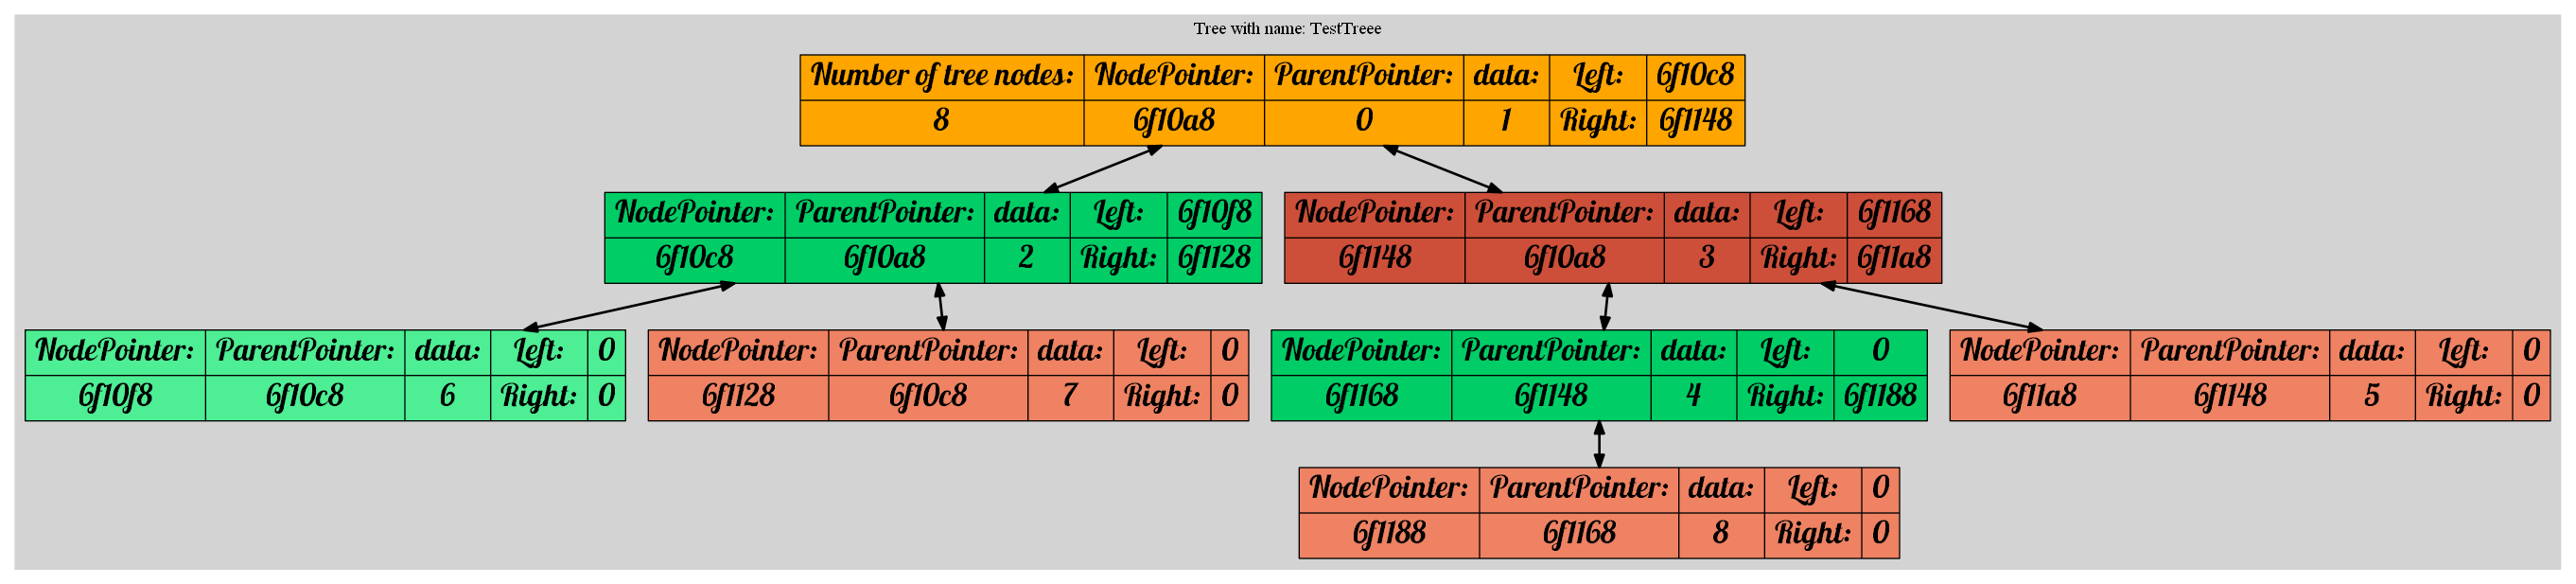 Tree with name: TestTreee
Number of tree nodes: NodePointer: ParentPointer: data: Left: 6f10c8
8 6f10a8 0 1 Right: 6f1148
NodePointer: ParentPointer: data: Left: 6f10f8
6f10c8 6f10a8 2 Right: 6f1128
NodePointer: ParentPointer: data: Left: 6f1168
6f1148 6f10a8 3 Right: 6f11a8
NodePointer: ParentPointer: data: Left: 0
6f10f8 6f10c8 6 Right: 0
NodePointer: ParentPointer: data: Left: 0
6f1128 6f10c8 7 Right: 0
NodePointer: ParentPointer: data: Left: 0
6f1168 6f1148 4 Right: 6f1188
NodePointer: ParentPointer: data: Left: 0
6f11a8 6f1148 5 Right: 0
NodePointer: ParentPointer: data: Left: 0
6f1188 6f1168 8 Right: 0